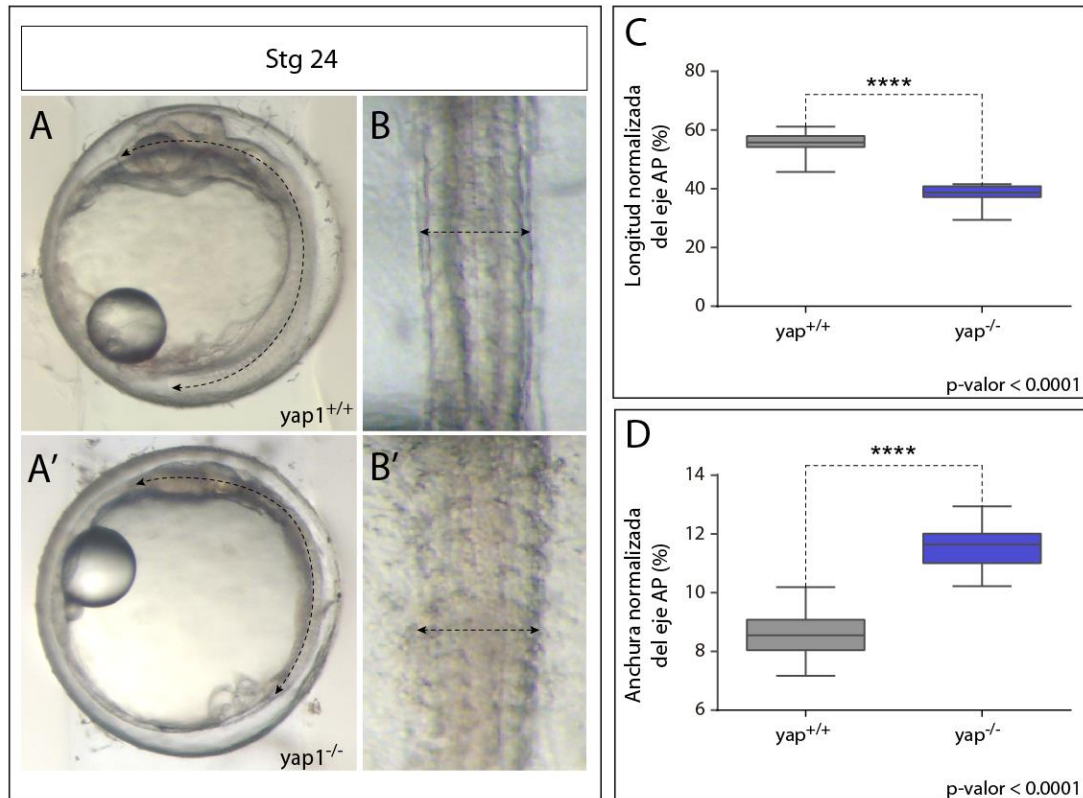 Stg 24
A
B
yap1+/+
A'
B'
yap1-/-
C
Longitud normalizada
del eje AP (%)
80
60
40
20
0
****
yap+/+
yap-/-
p-valor < 0.0001
D
Anchura normalizada
del eje AP (%)
14
12
10
8
6
****
yap+/+
yap-/-
p-valor < 0.0001